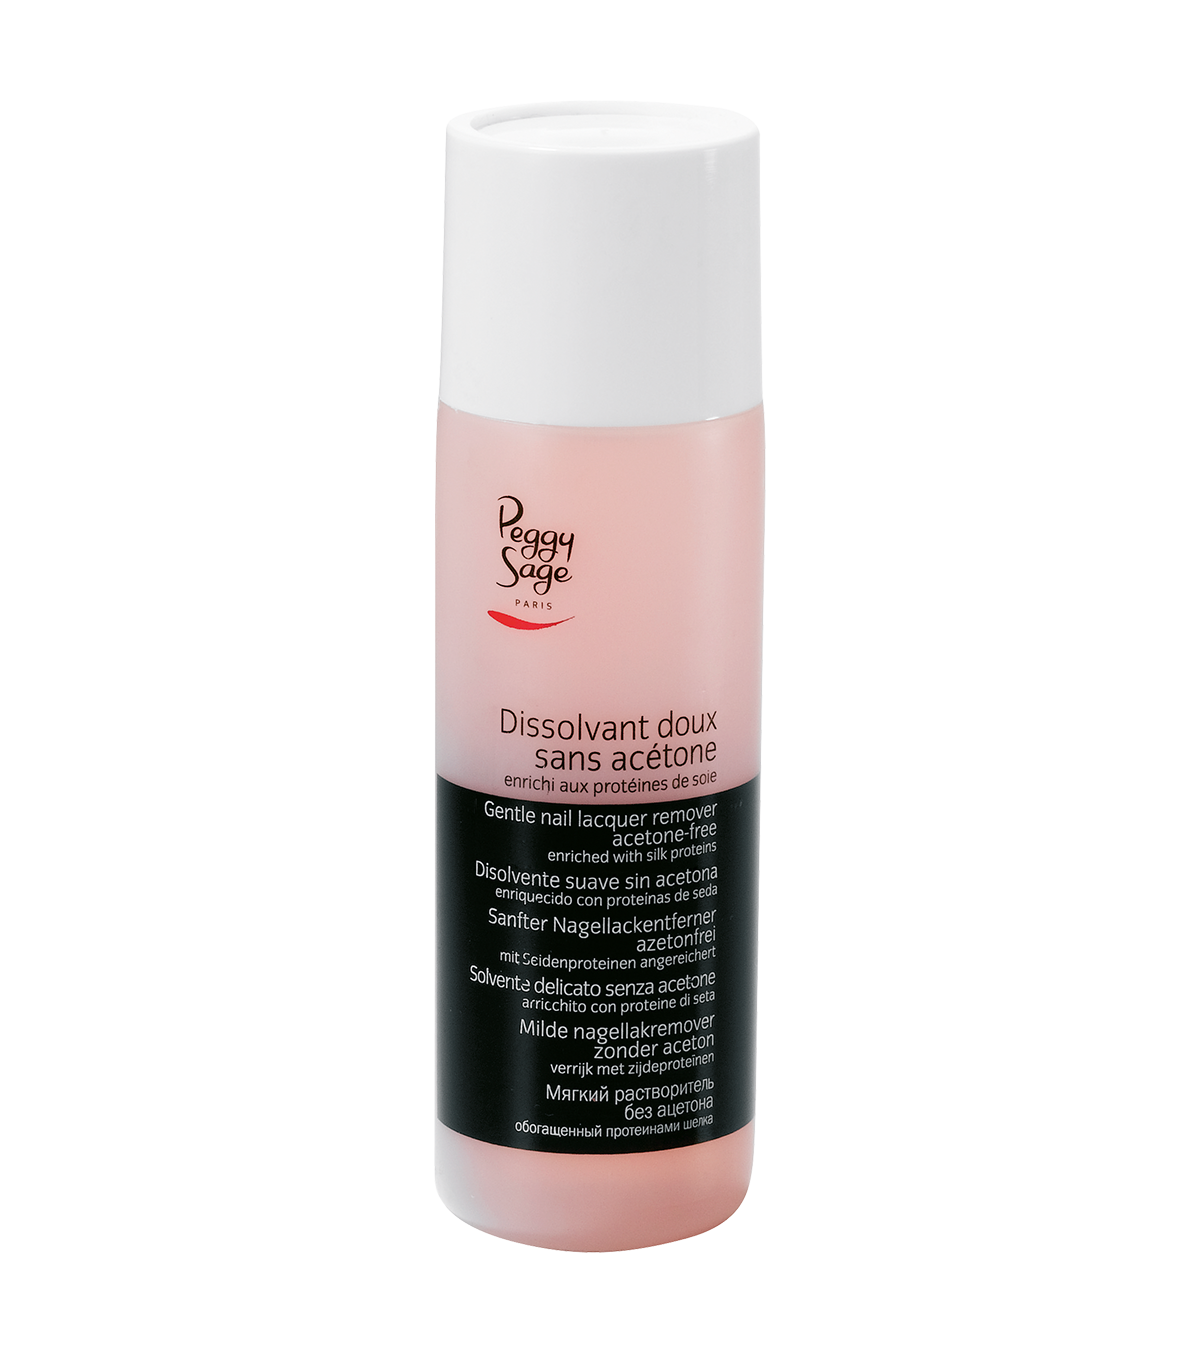 Peggy
Sage
PARIS
Dissolvant doux
sans acétone
enrichi aux protéines de soie
Gentle nail lacquer remover
acetone-free
enriched with silk proteins
Disolvente suave sin acetona
enriquecido con proteínas de seda
Sanfter Nagellackentferner
azetonfrei
mit Seidenproteinen angereichert
Solvente delicato senza acetone
arricchito con proteine di seta
Milde nagellakremover
zonder aceton
verrijk met zijdeproteïnen
Мягкий растворитель
без ацетона
обогащенный протеинами шелка